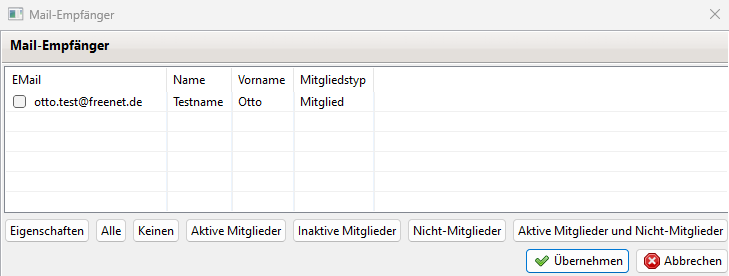 Mail-Empfänger
Mail-Empfänger
EMail Name Vorname Mitgliedstyp
otto.test@freenet.de Testname Otto Mitglied
Eigenschaften Alle Keinen Aktive Mitglieder Inaktive Mitglieder Nicht-Mitglieder Aktive Mitglieder und Nicht-Mitglieder
Übernehmen Abbrechen